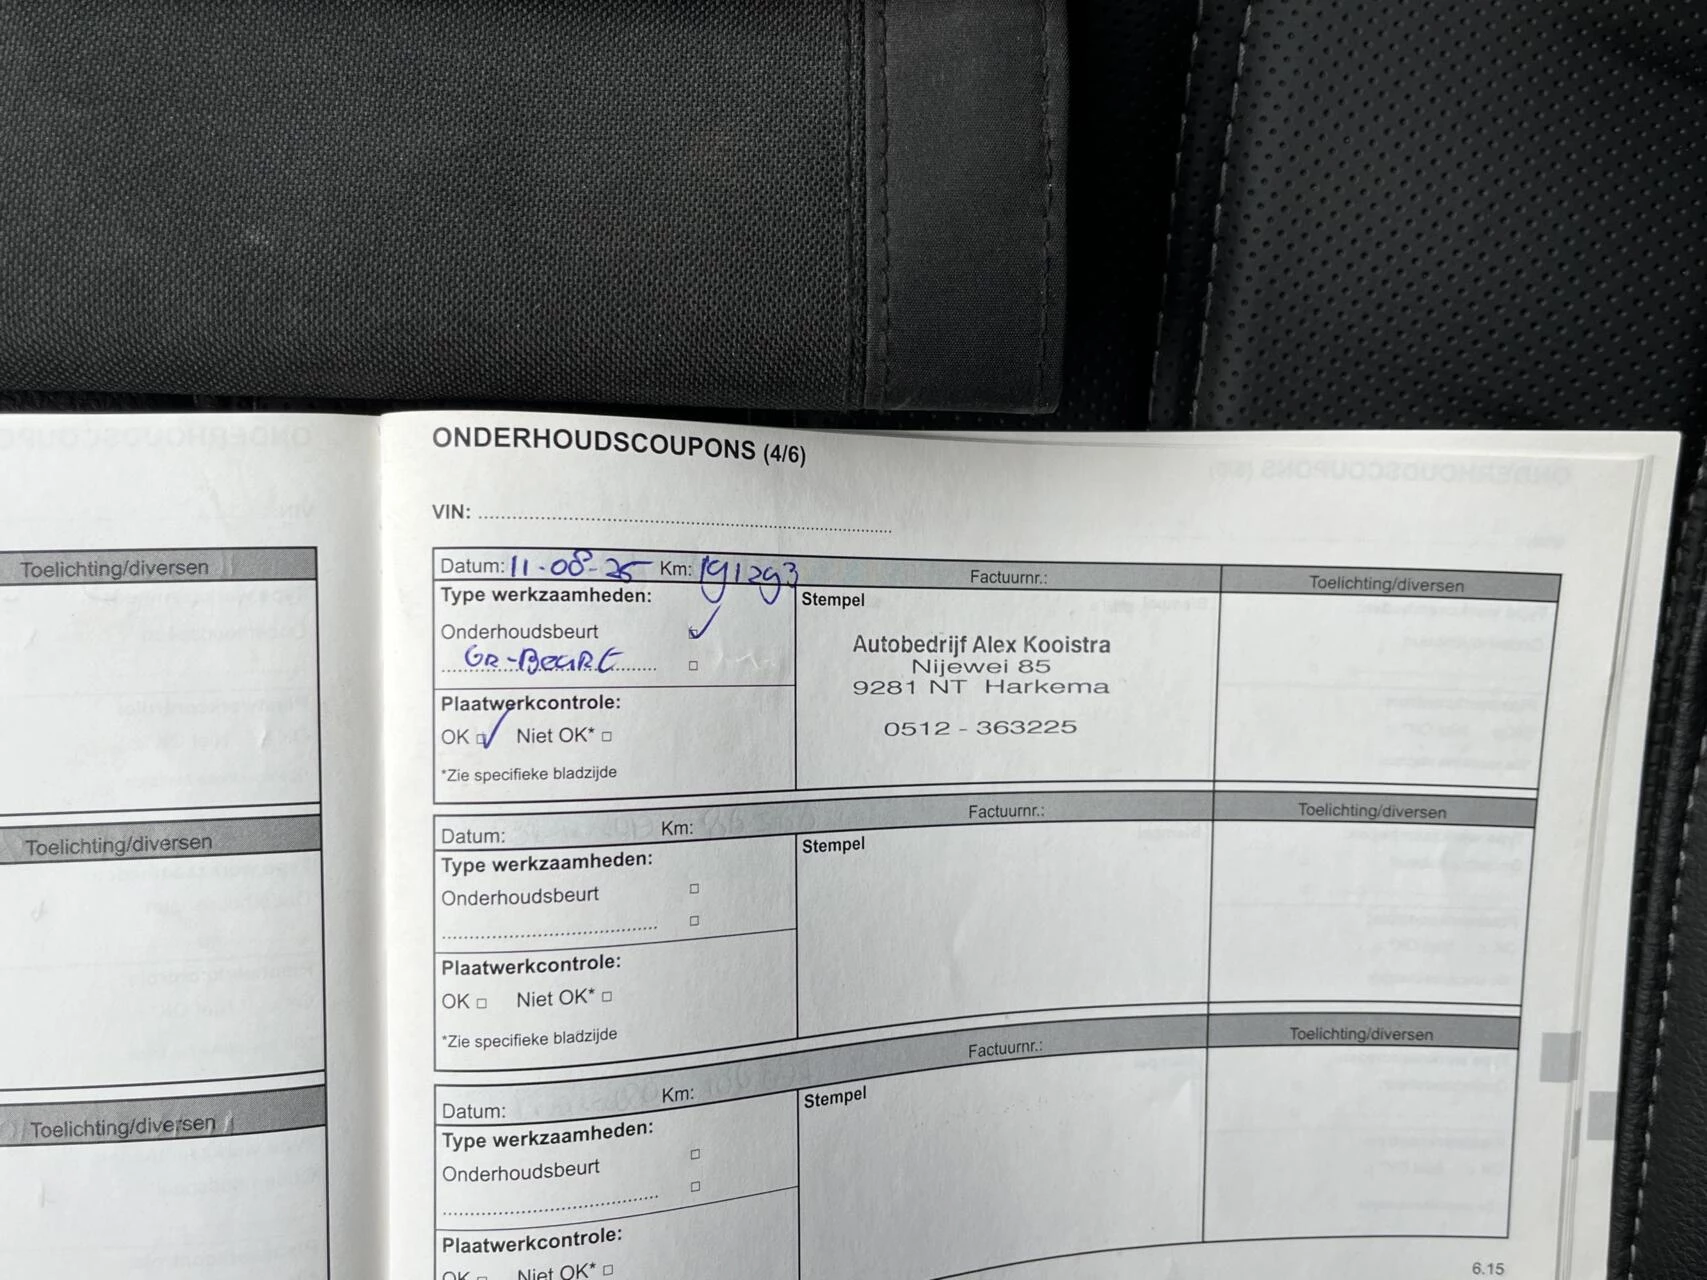 ONDERHOUDSCOUPONS (4/6)
VIN:
Toelichting/diversen
Datum: 11-08-25 Km: 191293 Factuurnr.: Toelichting/diversen
Type werkzaamheden: Stempel
Onderhoudsbeurt
GR-BEURT
Autobedrijf Alex Kooistra
Nijewei 85
9281 NT Harkema
0512 - 363225
Plaatwerkcontrole:
OK Niet OK*
*Zie specifieke bladzijde
Toelichting/diversen
Datum: Km: Factuurnr.: Toelichting/diversen
Type werkzaamheden: Stempel
Onderhoudsbeurt
Plaatwerkcontrole:
OK Niet OK*
*Zie specifieke bladzijde
Toelichting/diversen
Datum: Km: Factuurnr.: Toelichting/diversen
Type werkzaamheden: Stempel
Onderhoudsbeurt
Plaatwerkcontrole:
OK Niet OK*
6.15